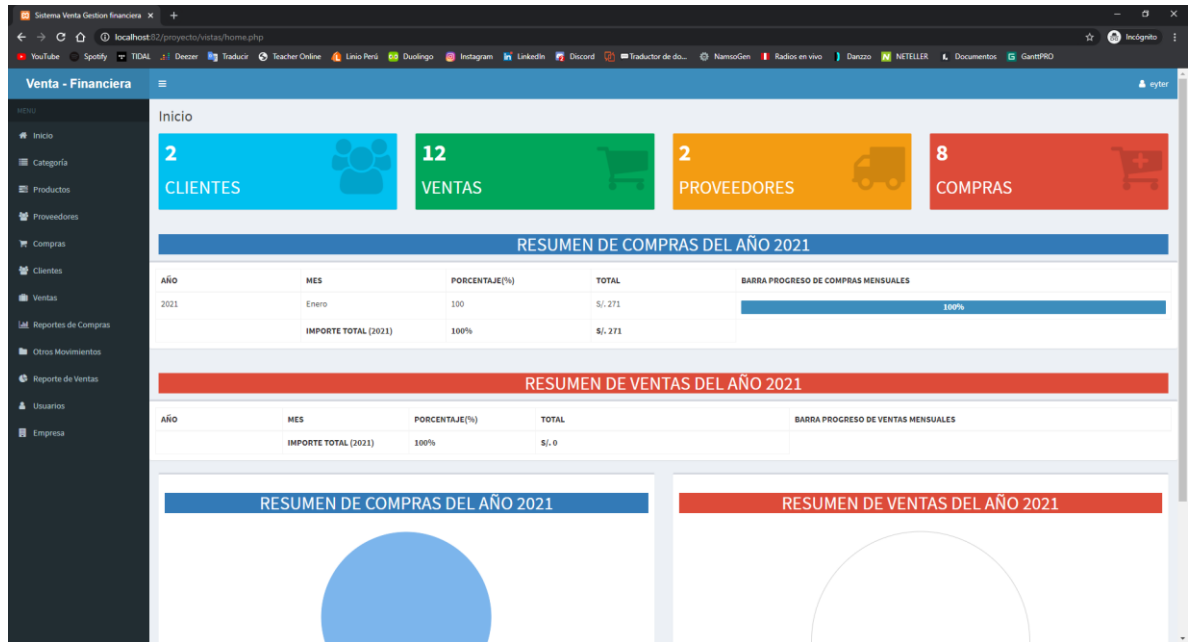 Sistema Venta Gestion financiera
localhost:82/proyecto/vistas/home.php
Incógnito
YouTube Spotify TIDAL Deezer Traducir Teacher Online Linio Perú Duolingo Instagram LinkedIn Discord Traductor de do... NamsoGen Radios en vivo Danzzo NETELLER Documentos GanttPRO
Venta - Financiera
eyter
MENU
Inicio
Categoría
Productos
Proveedores
Compras
Clientes
Ventas
Reportes de Compras
Otros Movimientos
Reporte de Ventas
Usuarios
Empresa
Inicio
2
CLIENTES
12
VENTAS
2
PROVEEDORES
8
COMPRAS
RESUMEN DE COMPRAS DEL AÑO 2021
AÑO MES PORCENTAJE(%) TOTAL BARRA PROGRESO DE COMPRAS MENSUALES
2021 Enero 100 S/. 271 100%
IMPORTE TOTAL (2021) 100% S/. 271
RESUMEN DE VENTAS DEL AÑO 2021
AÑO MES PORCENTAJE(%) TOTAL BARRA PROGRESO DE VENTAS MENSUALES
IMPORTE TOTAL (2021) 100% S/. 0
RESUMEN DE COMPRAS DEL AÑO 2021
RESUMEN DE VENTAS DEL AÑO 2021